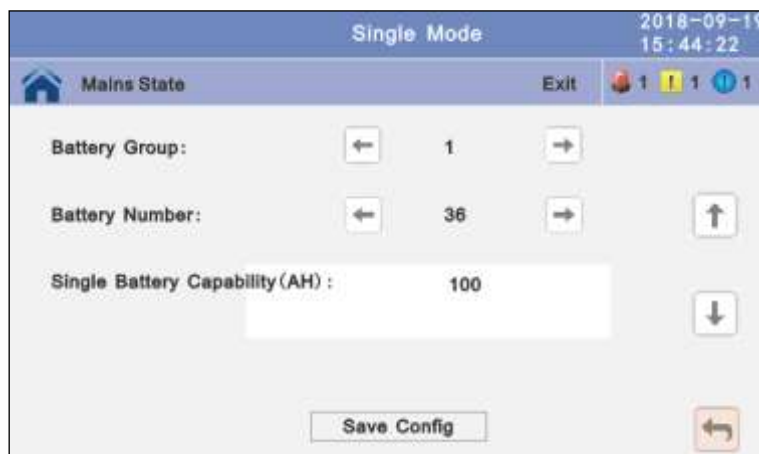 Single Mode
2018-09-19
15:44:22
Mains State Exit 1 ! 1 1
Battery Group: 1
Battery Number: 36
Single Battery Capability(AH): 100
Save Config